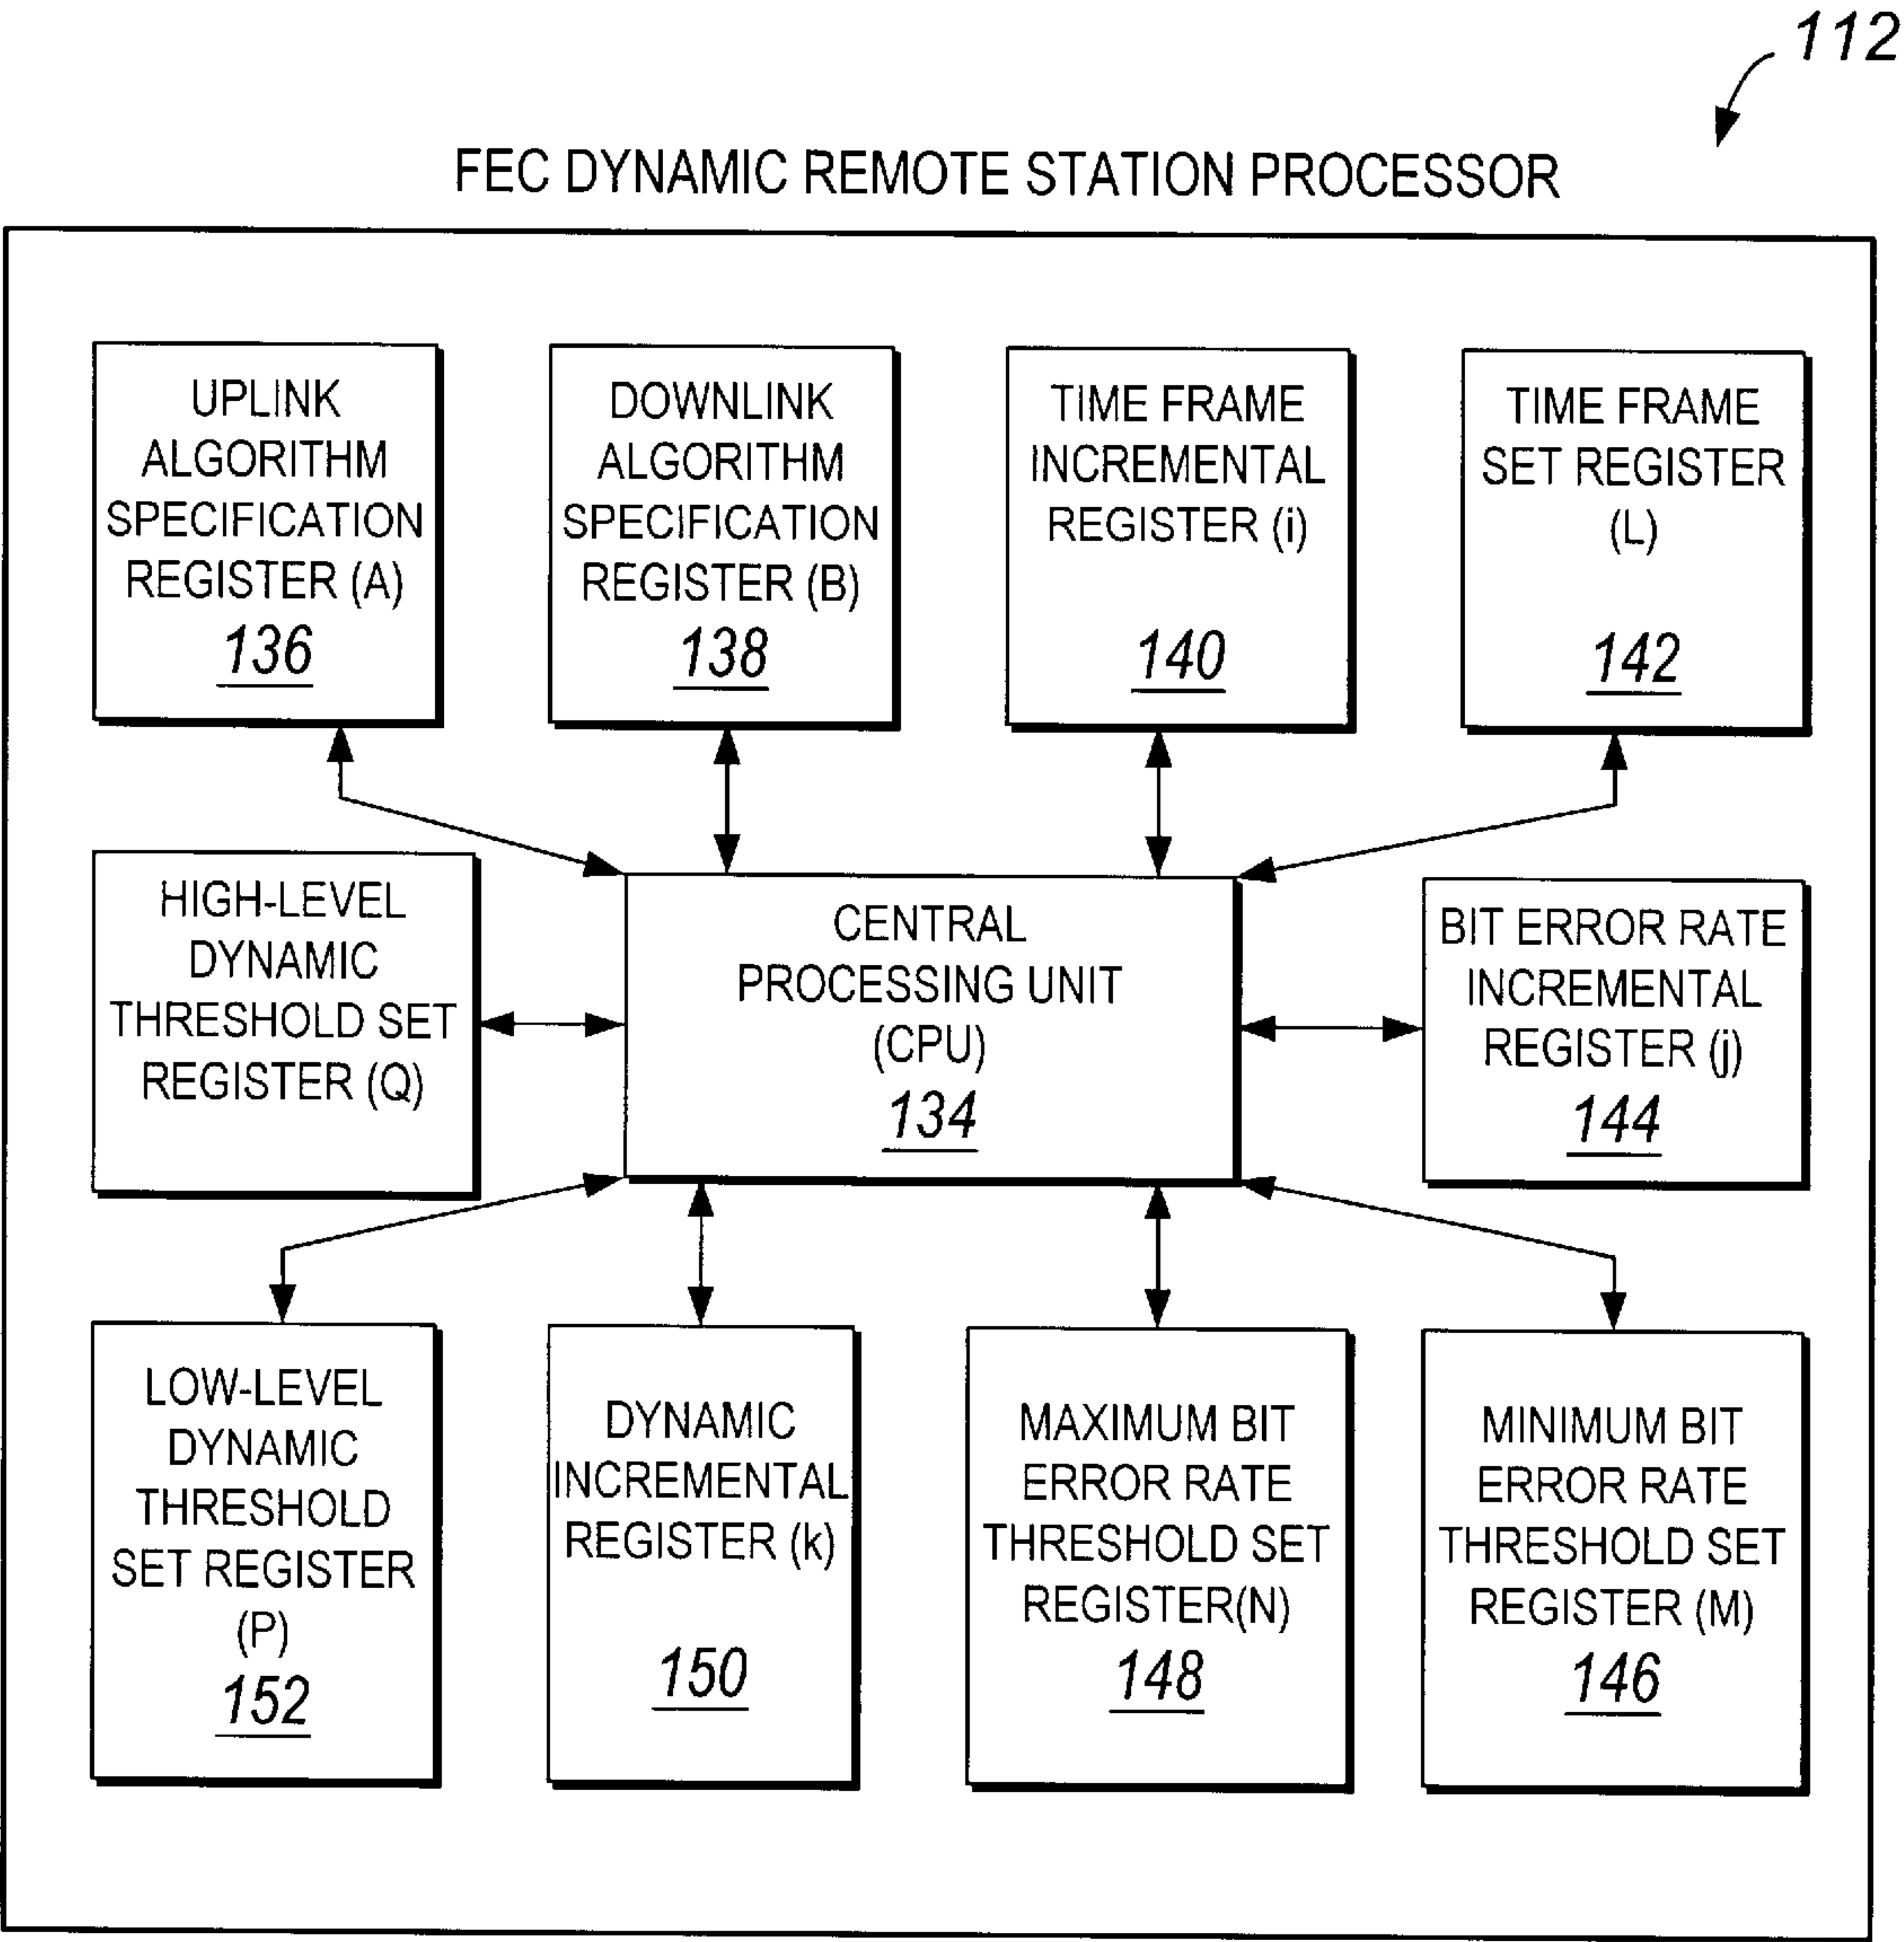 112
FEC DYNAMIC REMOTE STATION PROCESSOR
UPLINK
ALGORITHM
SPECIFICATION
REGISTER (A)
136
DOWNLINK
ALGORITHM
SPECIFICATION
REGISTER (B)
138
TIME FRAME
INCREMENTAL
REGISTER (i)
140
TIME FRAME
SET REGISTER
(L)
142
HIGH-LEVEL
DYNAMIC
THRESHOLD SET
REGISTER (Q)
CENTRAL
PROCESSING UNIT
(CPU)
134
BIT ERROR RATE
INCREMENTAL
REGISTER (j)
144
LOW-LEVEL
DYNAMIC
THRESHOLD
SET REGISTER
(P)
152
DYNAMIC
INCREMENTAL
REGISTER (k)
150
MAXIMUM BIT
ERROR RATE
THRESHOLD SET
REGISTER(N)
148
MINIMUM BIT
ERROR RATE
THRESHOLD SET
REGISTER (M)
146